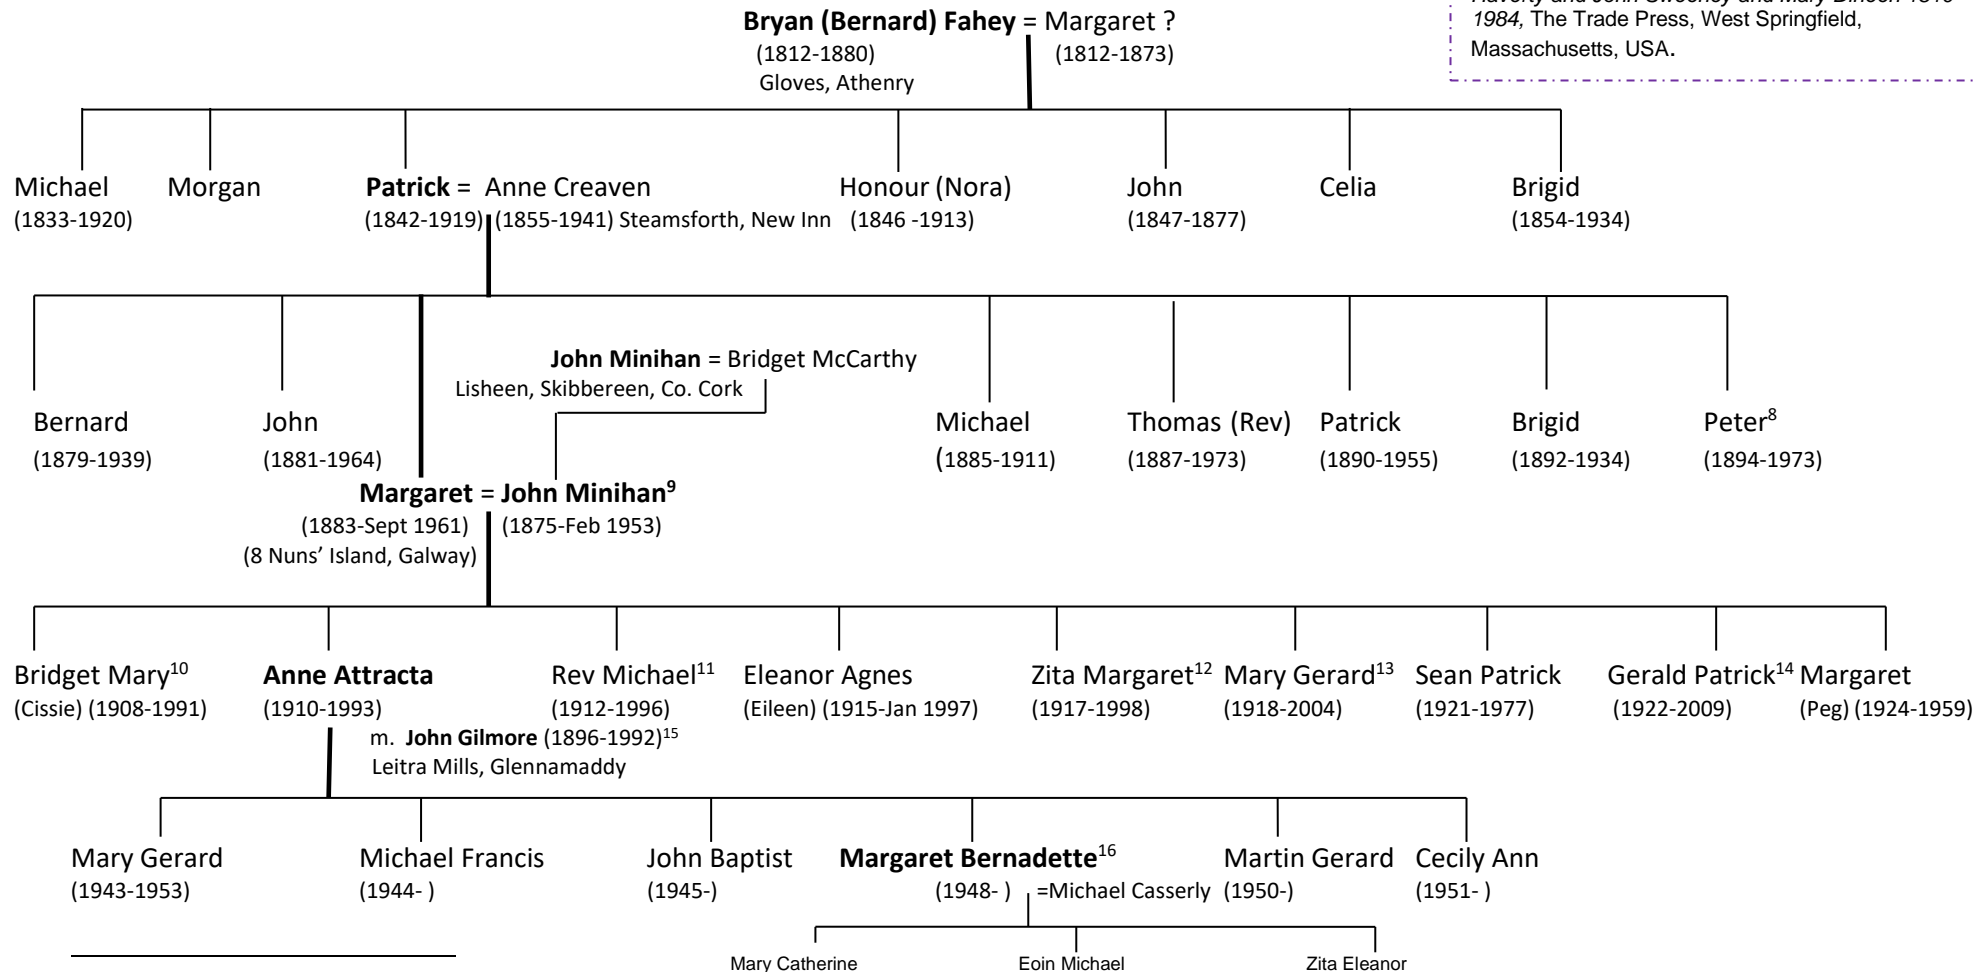 Haverty and John Sweeney and Mary Dineen 1810
1984, The Trade Press, West Springfield,
Massachusetts, USA.
Bryan (Bernard) Fahey = Margaret ?
(1812-1880) (1812-1873)
Gloves, Athenry
Michael Morgan Patrick = Anne Creaven Honour (Nora) John Celia Brigid
(1833-1920) (1842-1919) (1855-1941) Steamsforth, New Inn (1846 -1913) (1847-1877) (1854-1934)
John Minihan = Bridget McCarthy
Lisheen, Skibbereen, Co. Cork
Bernard John Michael Thomas (Rev) Patrick Brigid Peter8
(1879-1939) (1881-1964) (1885-1911) (1887-1973) (1890-1955) (1892-1934) (1894-1973)
Margaret = John Minihan9
(1883-Sept 1961) (1875-Feb 1953)
(8 Nuns’ Island, Galway)
Bridget Mary10 Anne Attracta Rev Michael11 Eleanor Agnes Zita Margaret12 Mary Gerard13 Sean Patrick Gerald Patrick14 Margaret
(Cissie) (1908-1991) (1910-1993) (1912-1996) (Eileen) (1915-Jan 1997) (1917-1998) (1918-2004) (1921-1977) (1922-2009) (Peg) (1924-1959)
m. John Gilmore (1896-1992)15
Leitra Mills, Glennamaddy
Mary Gerard Michael Francis John Baptist Margaret Bernadette16 Martin Gerard Cecily Ann
(1943-1953) (1944- ) (1945-) (1948- ) =Michael Casserly (1950-) (1951- )
Mary Catherine Eoin Michael Zita Eleanor